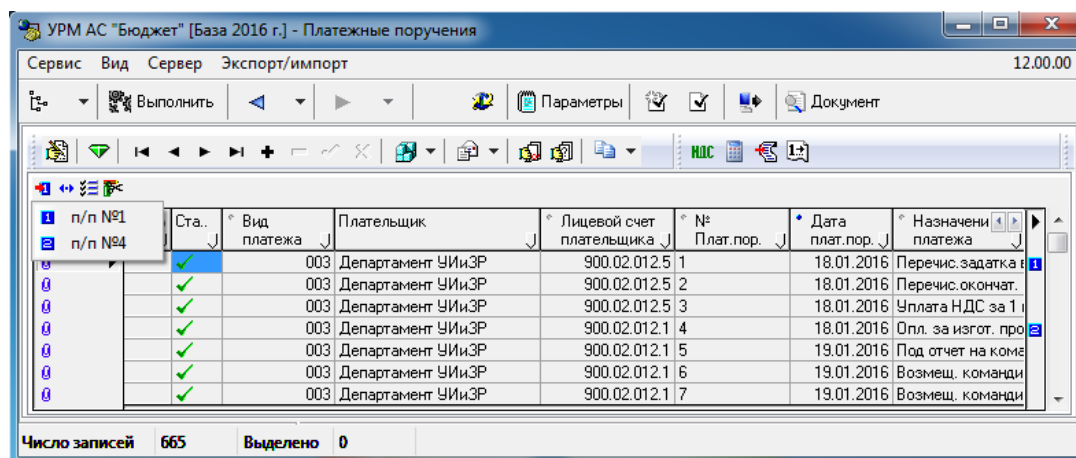 УРМ АС "Бюджет" [База 2016 г.] - Платежные поручения
Сервис Вид Сервер Экспорт/импорт 12.00.00
Выполнить Параметры Документ
НДС
1 п/п №1
2 п/п №4
Ста.. Вид платежа Плательщик Лицевой счет плательщика № Плат.пор. Дата плат.пор. Назначени платежа
003 Департамент УИиЗР 900.02.012.5 1 18.01.2016 Перечис.задатка 1
003 Департамент УИиЗР 900.02.012.5 2 18.01.2016 Перечис.окончат.
003 Департамент УИиЗР 900.02.012.5 3 18.01.2016 Уплата НДС за 1
003 Департамент УИиЗР 900.02.012.1 4 18.01.2016 Опл. за изгот. про 2
003 Департамент УИиЗР 900.02.012.1 5 19.01.2016 Под отчет на кома
003 Департамент УИиЗР 900.02.012.1 6 19.01.2016 Возмещ. команди
003 Департамент УИиЗР 900.02.012.1 7 19.01.2016 Возмещ. команди
Число записей 665 Выделено 0